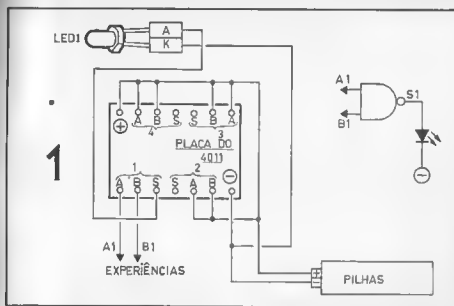 LED1
A
K
A B S S B A
4 3
+
PLACA DO
4011
1 2 −
A B S S A B
A1 B1
EXPERIÊNCIAS
1
A1
B1
S1
−
+
−
PILHAS